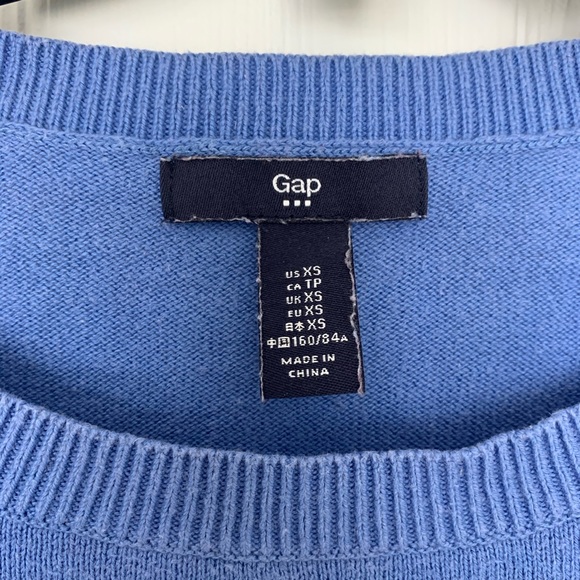 Gap
US XS
CA TP
UK XS
EU XS
日本 XS
中国 160/84A
MADE IN
CHINA